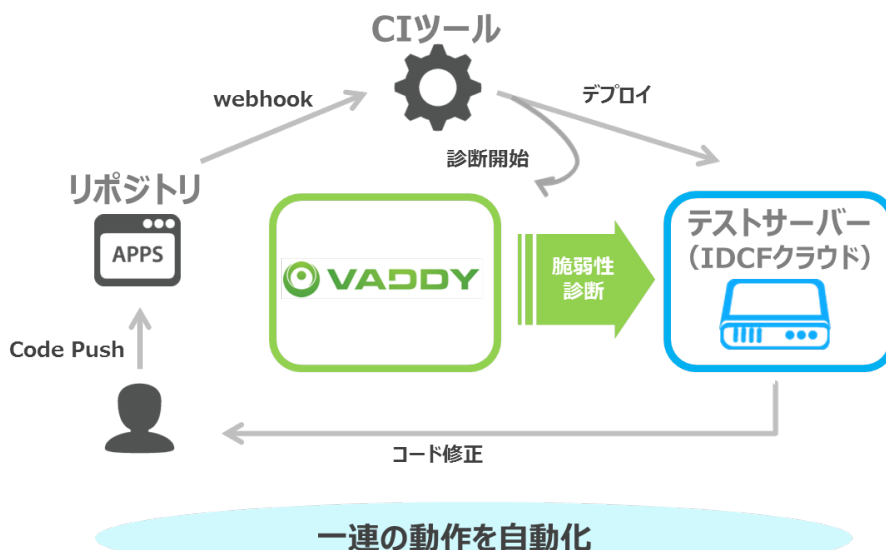 CIツール
webhook
デプロイ
診断開始
リポジトリ
APPS
VADDY
脆弱性
診断
テストサーバー
（IDCFクラウド）
Code Push
コード修正
一連の動作を自動化